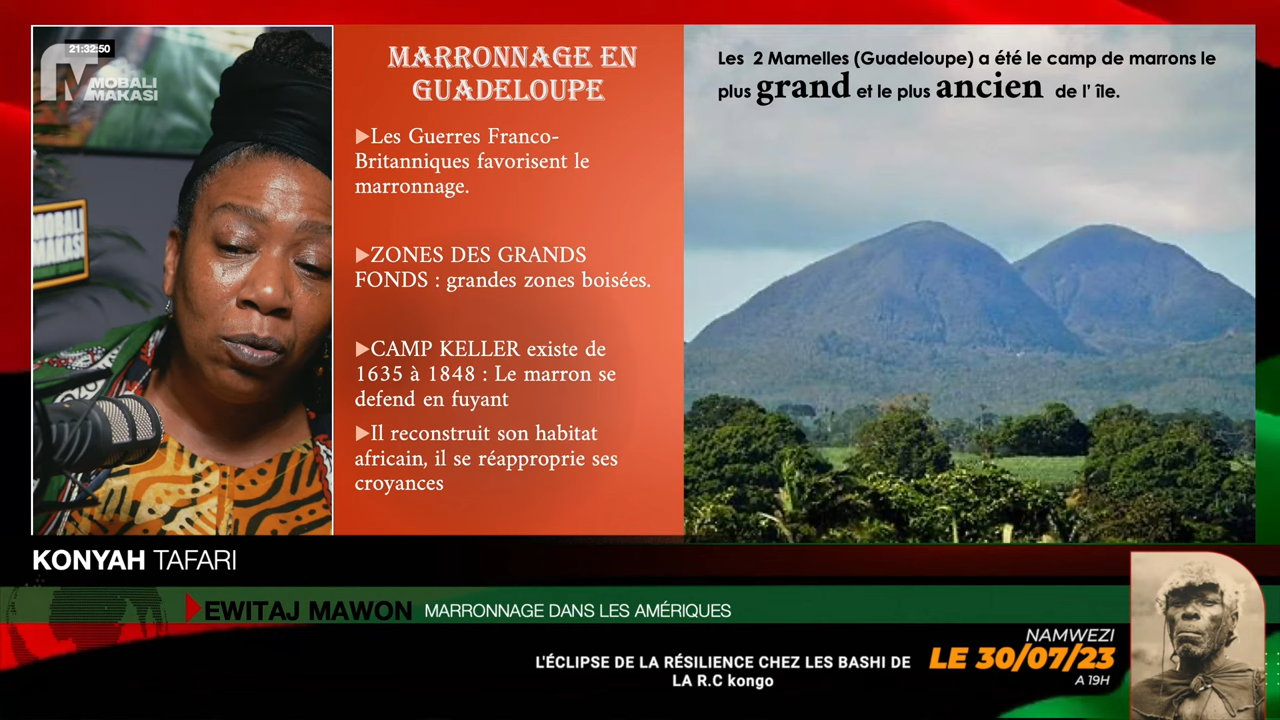 21:32:50
MOBALI
MAKASI
MOBALI
MAKASI
MARRONNAGE EN
GUADELOUPE
▶Les Guerres Franco-
Britanniques favorisent le
marronnage.
▶ZONES DES GRANDS
FONDS : grandes zones boisées.
▶CAMP KELLER existe de
1635 à 1848 : Le marron se
defend en fuyant
▶Il reconstruit son habitat
africain, il se réapproprie ses
croyances
Les 2 Mamelles (Guadeloupe) a été le camp de marrons le
plus grand et le plus ancien de l' île.
KONYAH TAFARI
EWITAJ MAWON MARRONNAGE DANS LES AMÉRIQUES
L'ÉCLIPSE DE LA RÉSILIENCE CHEZ LES BASHI DE
LA R.C kongo
NAMWEZI
LE 30/07/23
A 19H